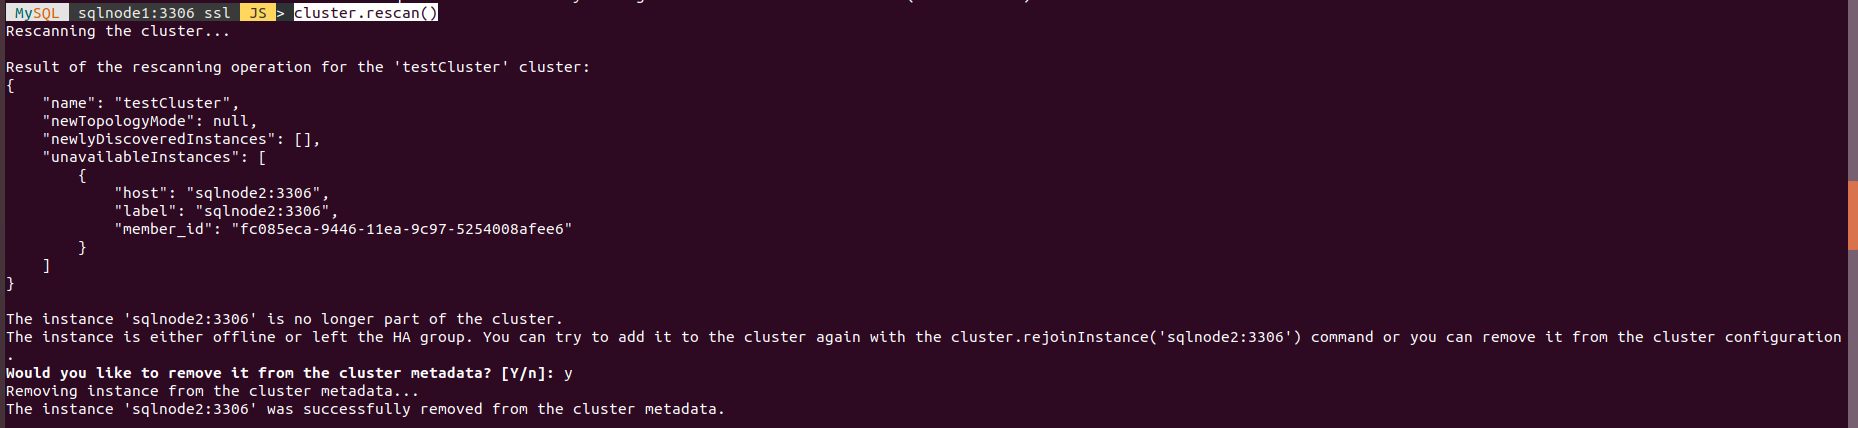 MySQL sqlnode1:3306 ssl JS > cluster.rescan()
Rescanning the cluster...
Result of the rescanning operation for the 'testCluster' cluster:
{
    "name": "testCluster",
    "newTopologyMode": null,
    "newlyDiscoveredInstances": [],
    "unavailableInstances": [
        {
            "host": "sqlnode2:3306",
            "label": "sqlnode2:3306",
            "member_id": "fc085eca-9446-11ea-9c97-5254008afee6"
        }
    ]
}
The instance 'sqlnode2:3306' is no longer part of the cluster.
The instance is either offline or left the HA group. You can try to add it to the cluster again with the cluster.rejoinInstance('sqlnode2:3306') command or you can remove it from the cluster configuration
.
Would you like to remove it from the cluster metadata? [Y/n]: y
Removing instance from the cluster metadata...
The instance 'sqlnode2:3306' was successfully removed from the cluster metadata.